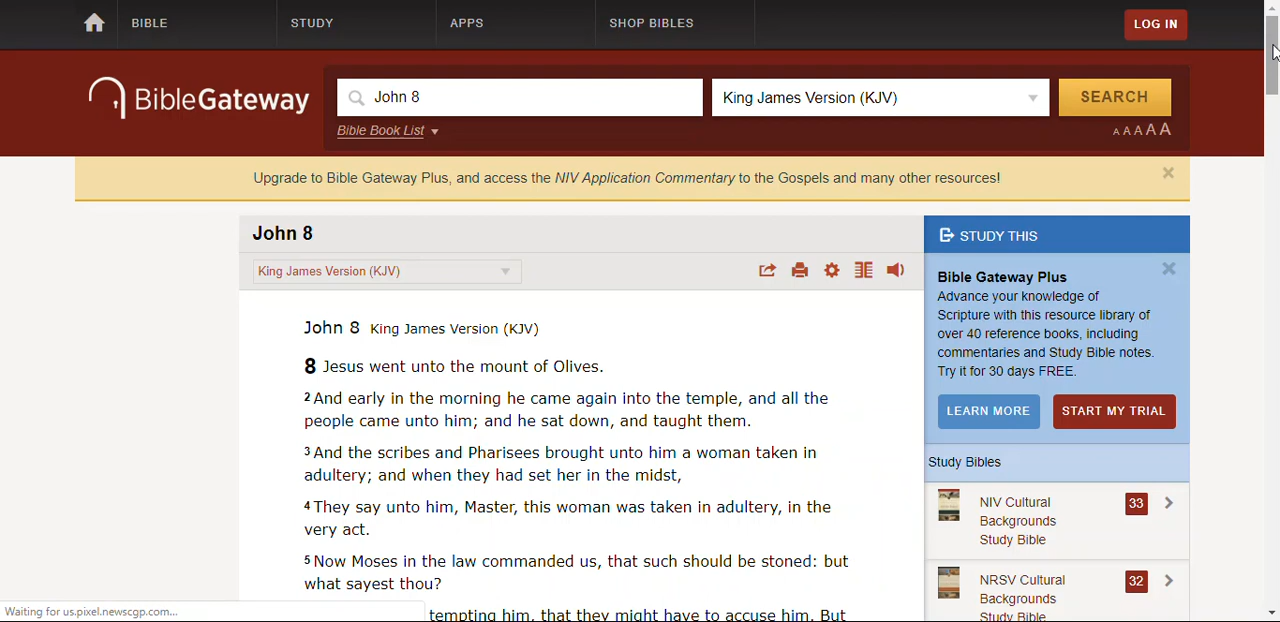 BIBLE STUDY APPS SHOP BIBLES LOG IN
BibleGateway
John 8
King James Version (KJV)
SEARCH
Bible Book List
A A A A A
Upgrade to Bible Gateway Plus, and access the NIV Application Commentary to the Gospels and many other resources!
John 8
King James Version (KJV)
John 8 King James Version (KJV)
8 Jesus went unto the mount of Olives.
2 And early in the morning he came again into the temple, and all the
people came unto him; and he sat down, and taught them.
3 And the scribes and Pharisees brought unto him a woman taken in
adultery; and when they had set her in the midst,
4 They say unto him, Master, this woman was taken in adultery, in the
very act.
5 Now Moses in the law commanded us, that such should be stoned: but
what sayest thou?
tempting him, that they might have to accuse him. But
STUDY THIS
Bible Gateway Plus
Advance your knowledge of
Scripture with this resource library of
over 40 reference books, including
commentaries and Study Bible notes.
Try it for 30 days FREE.
LEARN MORE START MY TRIAL
Study Bibles
NIV Cultural
Backgrounds
Study Bible
33
NRSV Cultural
Backgrounds
Study Bible
32
Waiting for us.pixel.newscgp.com...